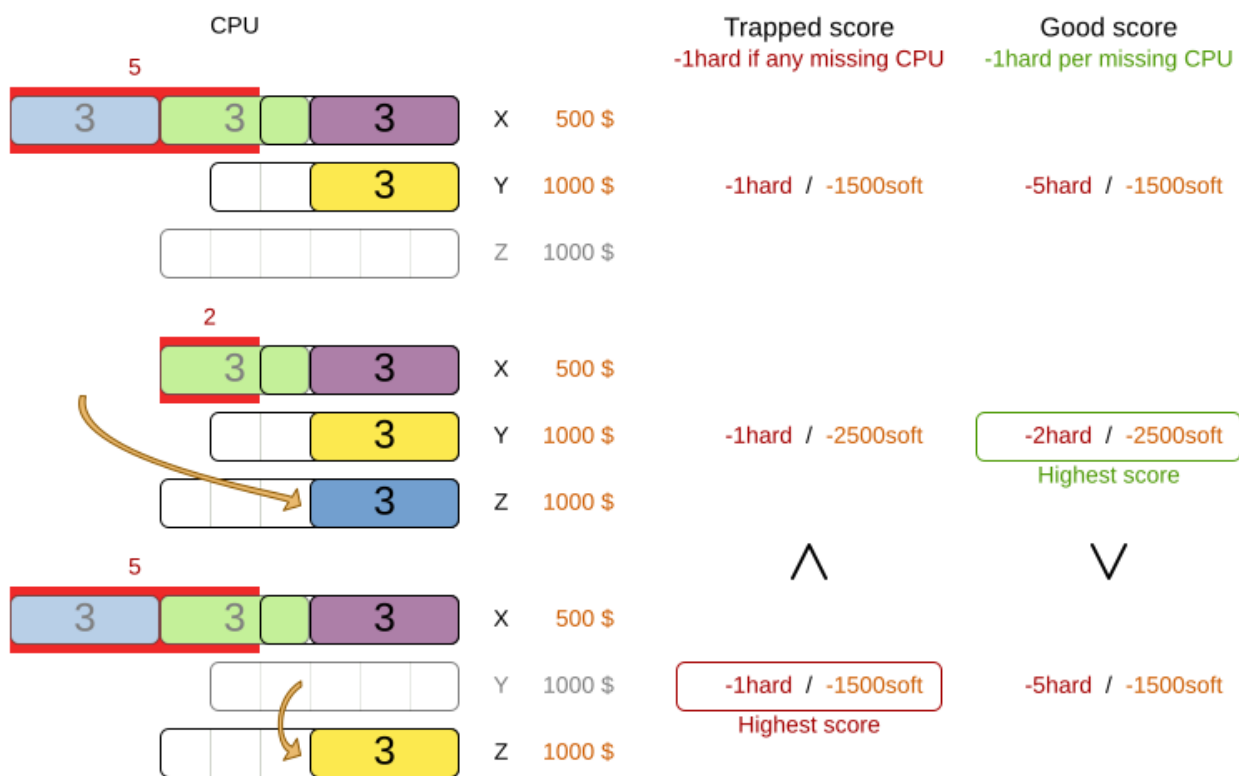 CPU
Trapped score
Good score
-1hard if any missing CPU
-1hard per missing CPU
5
3 3 3 X 500 $
3 Y 1000 $ -1hard / -1500soft -5hard / -1500soft
Z 1000 $
2
3 3 X 500 $
3 Y 1000 $ -1hard / -2500soft -2hard / -2500soft
Highest score
3 Z 1000 $
5
3 3 3 X 500 $
Y 1000 $ -1hard / -1500soft -5hard / -1500soft
Highest score
3 Z 1000 $